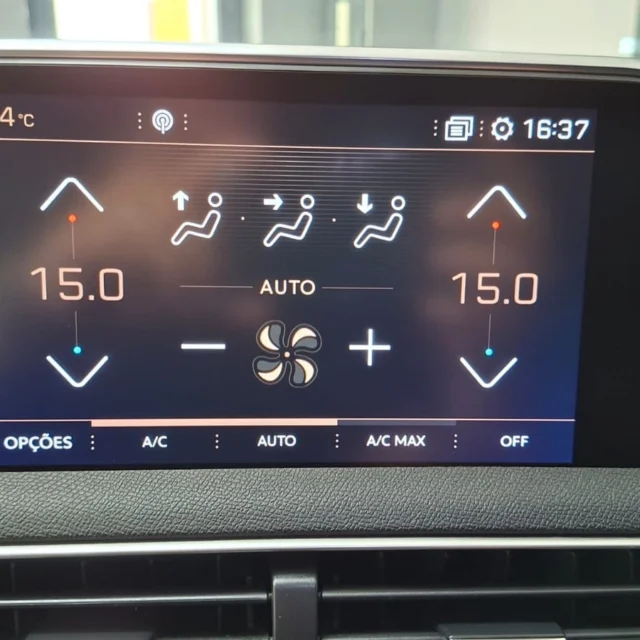 4°C
16:37
15.0
AUTO
15.0
OPÇÕES
A/C
AUTO
A/C MAX
OFF